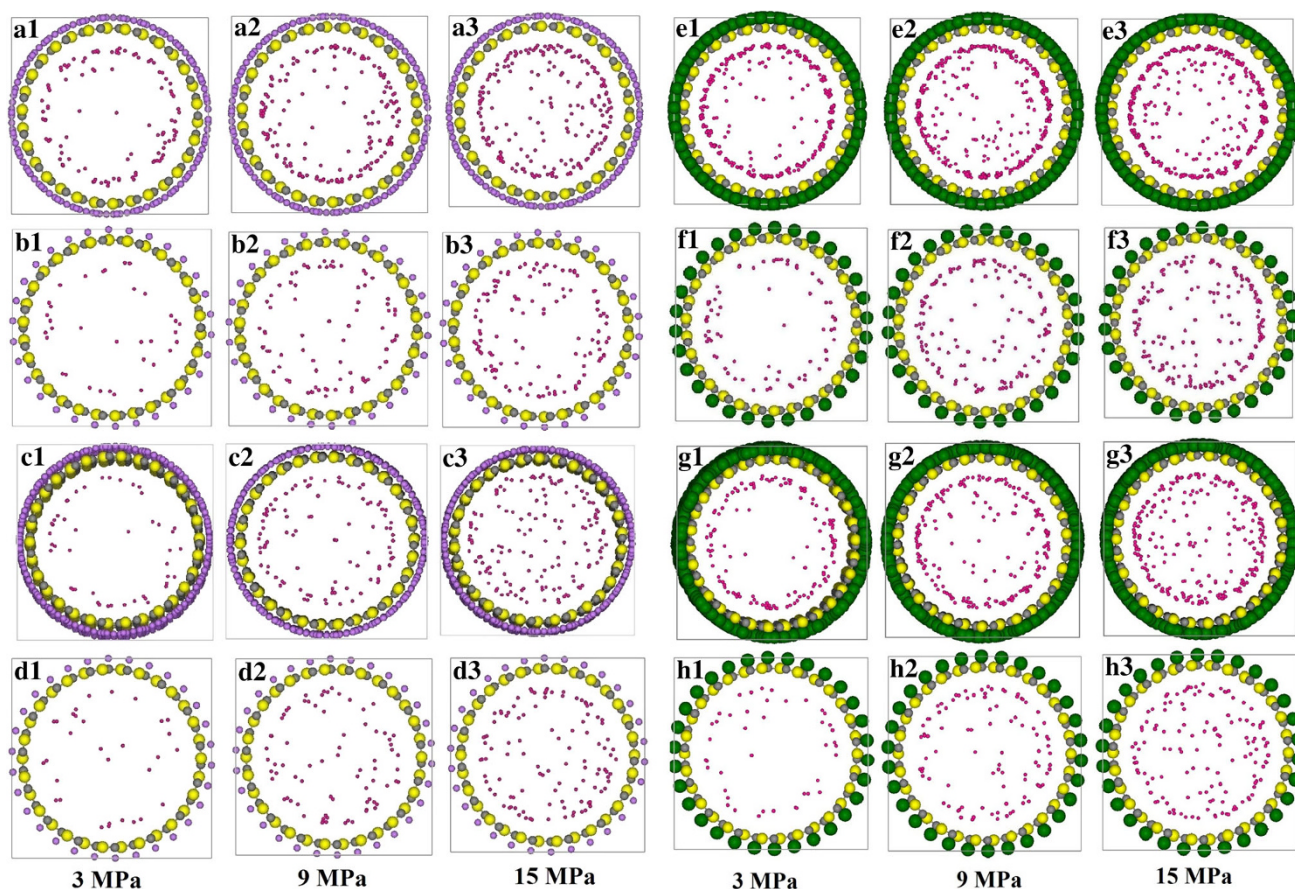 a1 a2 a3 e1 e2 e3
b1 b2 b3 f1 f2 f3
c1 c2 c3 g1 g2 g3
d1 d2 d3 h1 h2 h3
3 MPa 9 MPa 15 MPa 3 MPa 9 MPa 15 MPa